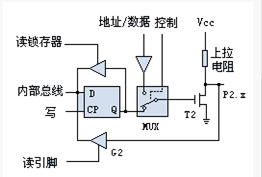 地址/数据 控制 Vcc
读锁存器
上拉
电阻
内部总线 D P2.x
写 CP Q
T2
MUX
G2
读引脚